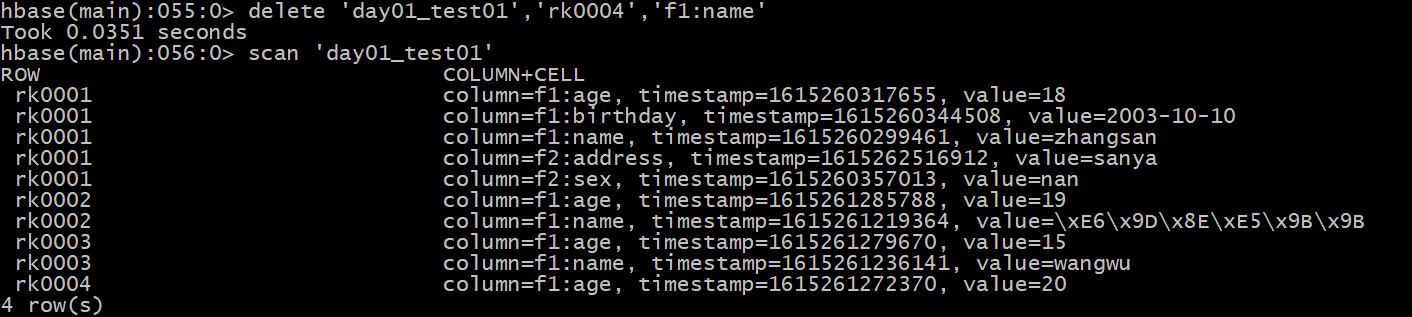 hbase(main):055:0> delete 'day01_test01','rk0004','f1:name'
Took 0.0351 seconds
hbase(main):056:0> scan 'day01_test01'
ROW COLUMN+CELL
rk0001 column=f1:age, timestamp=1615260317655, value=18
rk0001 column=f1:birthday, timestamp=1615260344508, value=2003-10-10
rk0001 column=f1:name, timestamp=1615260299461, value=zhangsan
rk0001 column=f2:address, timestamp=1615262516912, value=sanya
rk0001 column=f2:sex, timestamp=1615260357013, value=nan
rk0002 column=f1:age, timestamp=1615261285788, value=19
rk0002 column=f1:name, timestamp=1615261219364, value=\xE6\x9D\x8E\xE5\x9B\x9B
rk0003 column=f1:age, timestamp=1615261279670, value=15
rk0003 column=f1:name, timestamp=1615261236141, value=wangwu
rk0004 column=f1:age, timestamp=1615261272370, value=20
4 row(s)